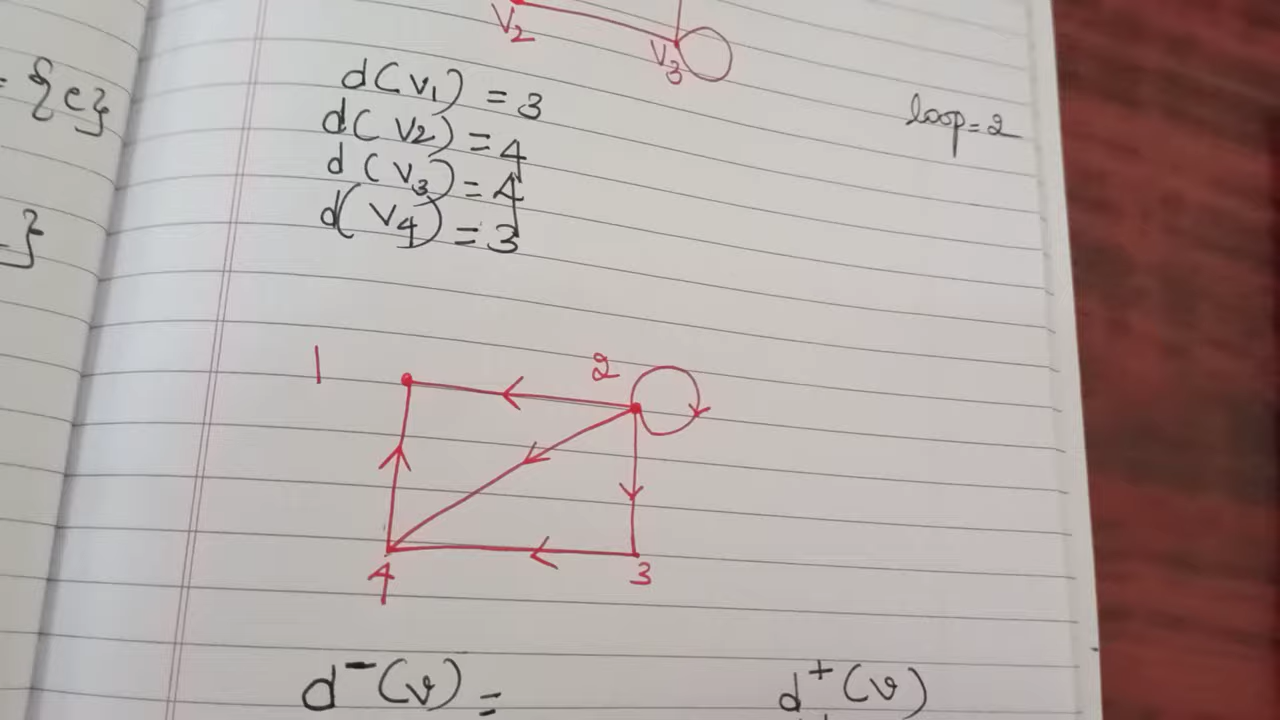 V₂
V₃
= {e}
d(V₁) = 3
loop=2
d(V₂) = 4
d(V₃) = 4
d(V₄) = 3
}
1
2
4
3
d⁻(v) =
d⁺(v)